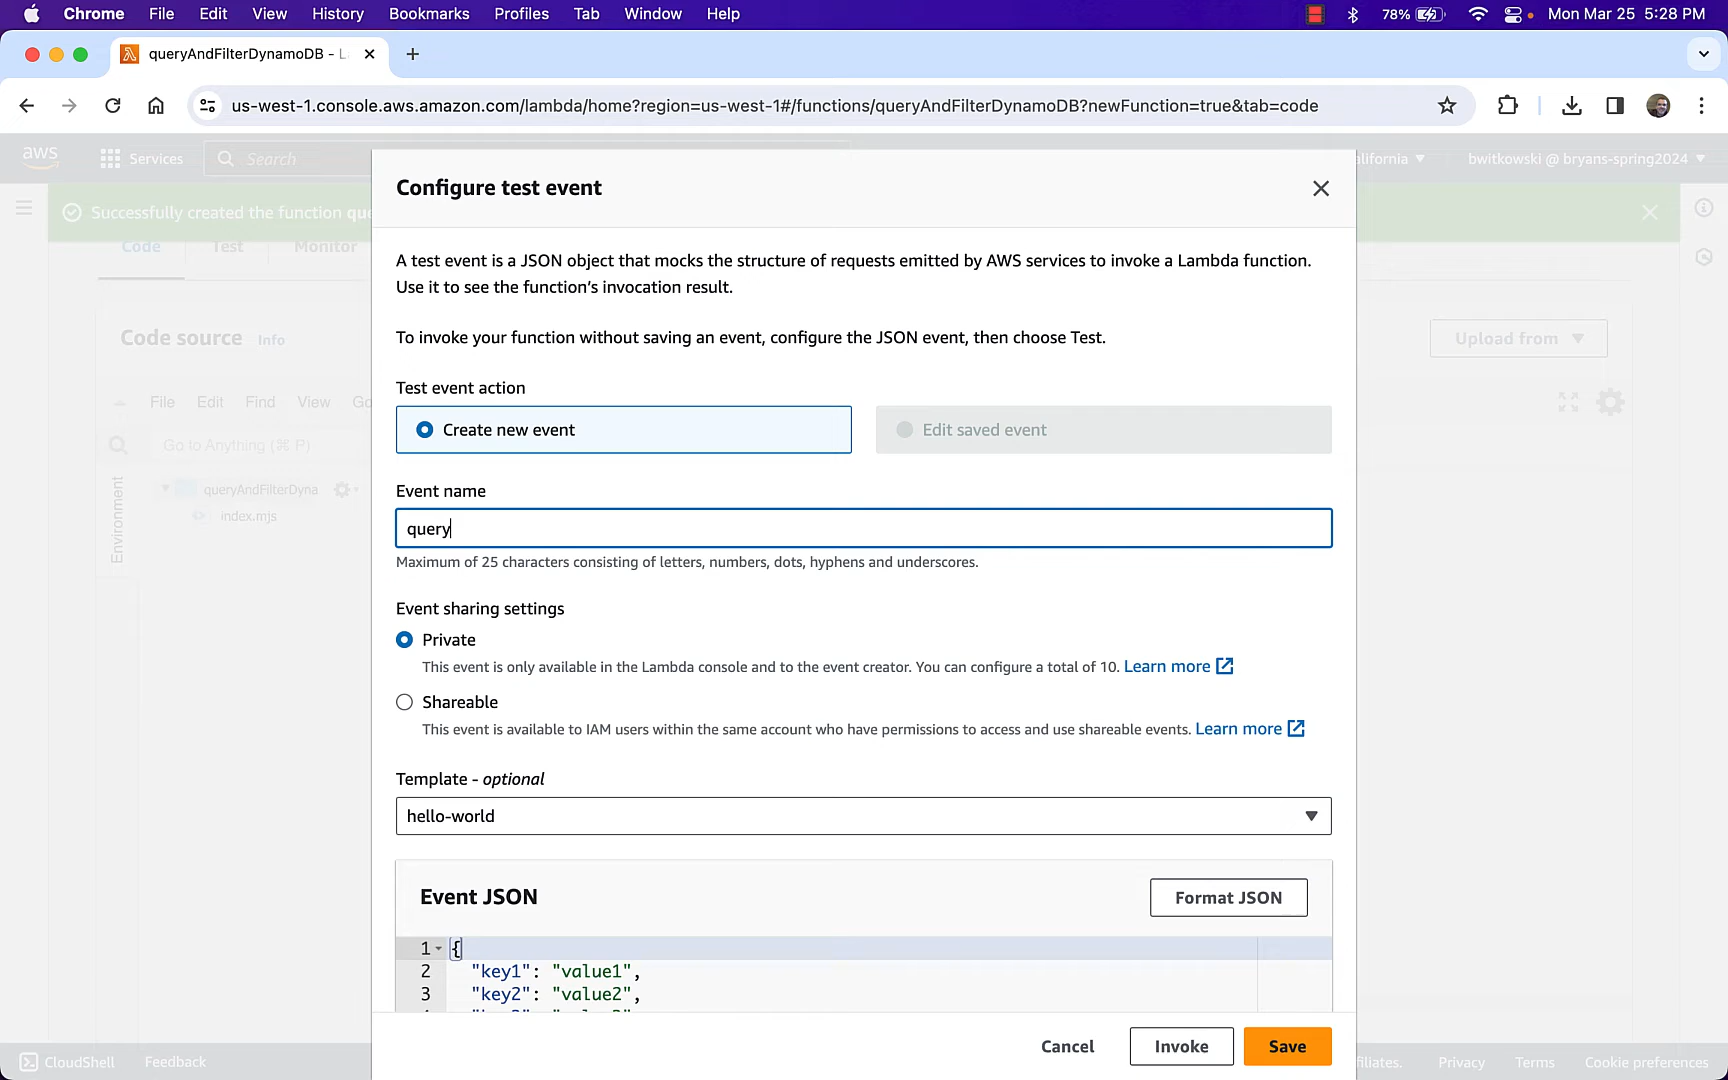 Chrome File Edit View History Bookmarks Profiles Tab Window Help 78% Mon Mar 25 5:28 PM
queryAndFilterDynamoDB - L
us-west-1.console.aws.amazon.com/lambda/home?region=us-west-1#/functions/queryAndFilterDynamoDB?newFunction=true&tab=code
aws Services Search alifornia bwitkowski @ bryans-spring2024
Successfully created the function que
Code Test Monitor
Code source Info
Upload from
File Edit Find View Go
Go to Anything (⌘ P)
Environment
queryAndFilterDyna
index.mjs
Configure test event
A test event is a JSON object that mocks the structure of requests emitted by AWS services to invoke a Lambda function.
Use it to see the function’s invocation result.
To invoke your function without saving an event, configure the JSON event, then choose Test.
Test event action
Create new event Edit saved event
Event name
query
Maximum of 25 characters consisting of letters, numbers, dots, hyphens and underscores.
Event sharing settings
Private
This event is only available in the Lambda console and to the event creator. You can configure a total of 10. Learn more
Shareable
This event is available to IAM users within the same account who have permissions to access and use shareable events. Learn more
Template - optional
hello-world
Event JSON
Format JSON
1 {
2 "key1": "value1",
3 "key2": "value2",
Cancel Invoke Save
CloudShell Feedback ffiliates. Privacy Terms Cookie preferences